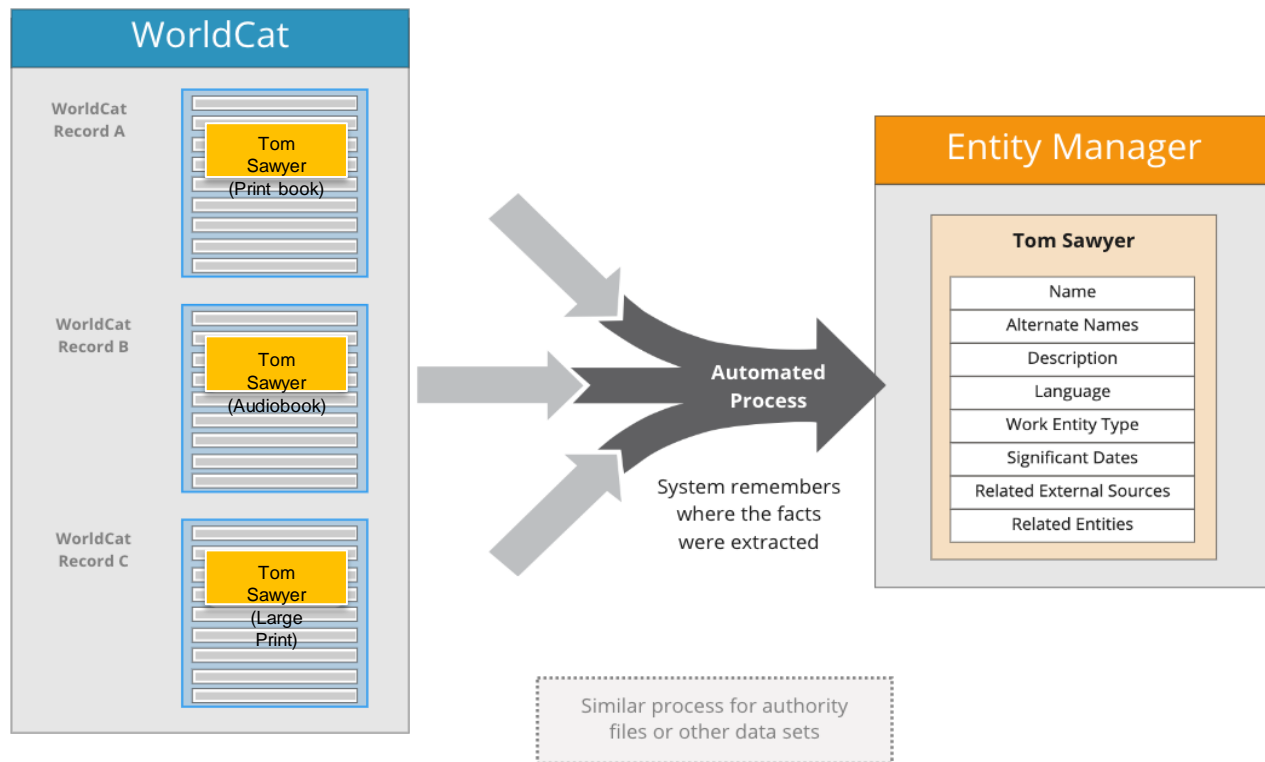 WorldCat
WorldCat
Record A
Tom
Sawyer
(Print book)
WorldCat
Record B
Tom
Sawyer
(Audiobook)
WorldCat
Record C
Tom
Sawyer
(Large
Print)
Automated
Process
System remembers
where the facts
were extracted
Similar process for authority
files or other data sets
Entity Manager
Tom Sawyer
Name
Alternate Names
Description
Language
Work Entity Type
Significant Dates
Related External Sources
Related Entities